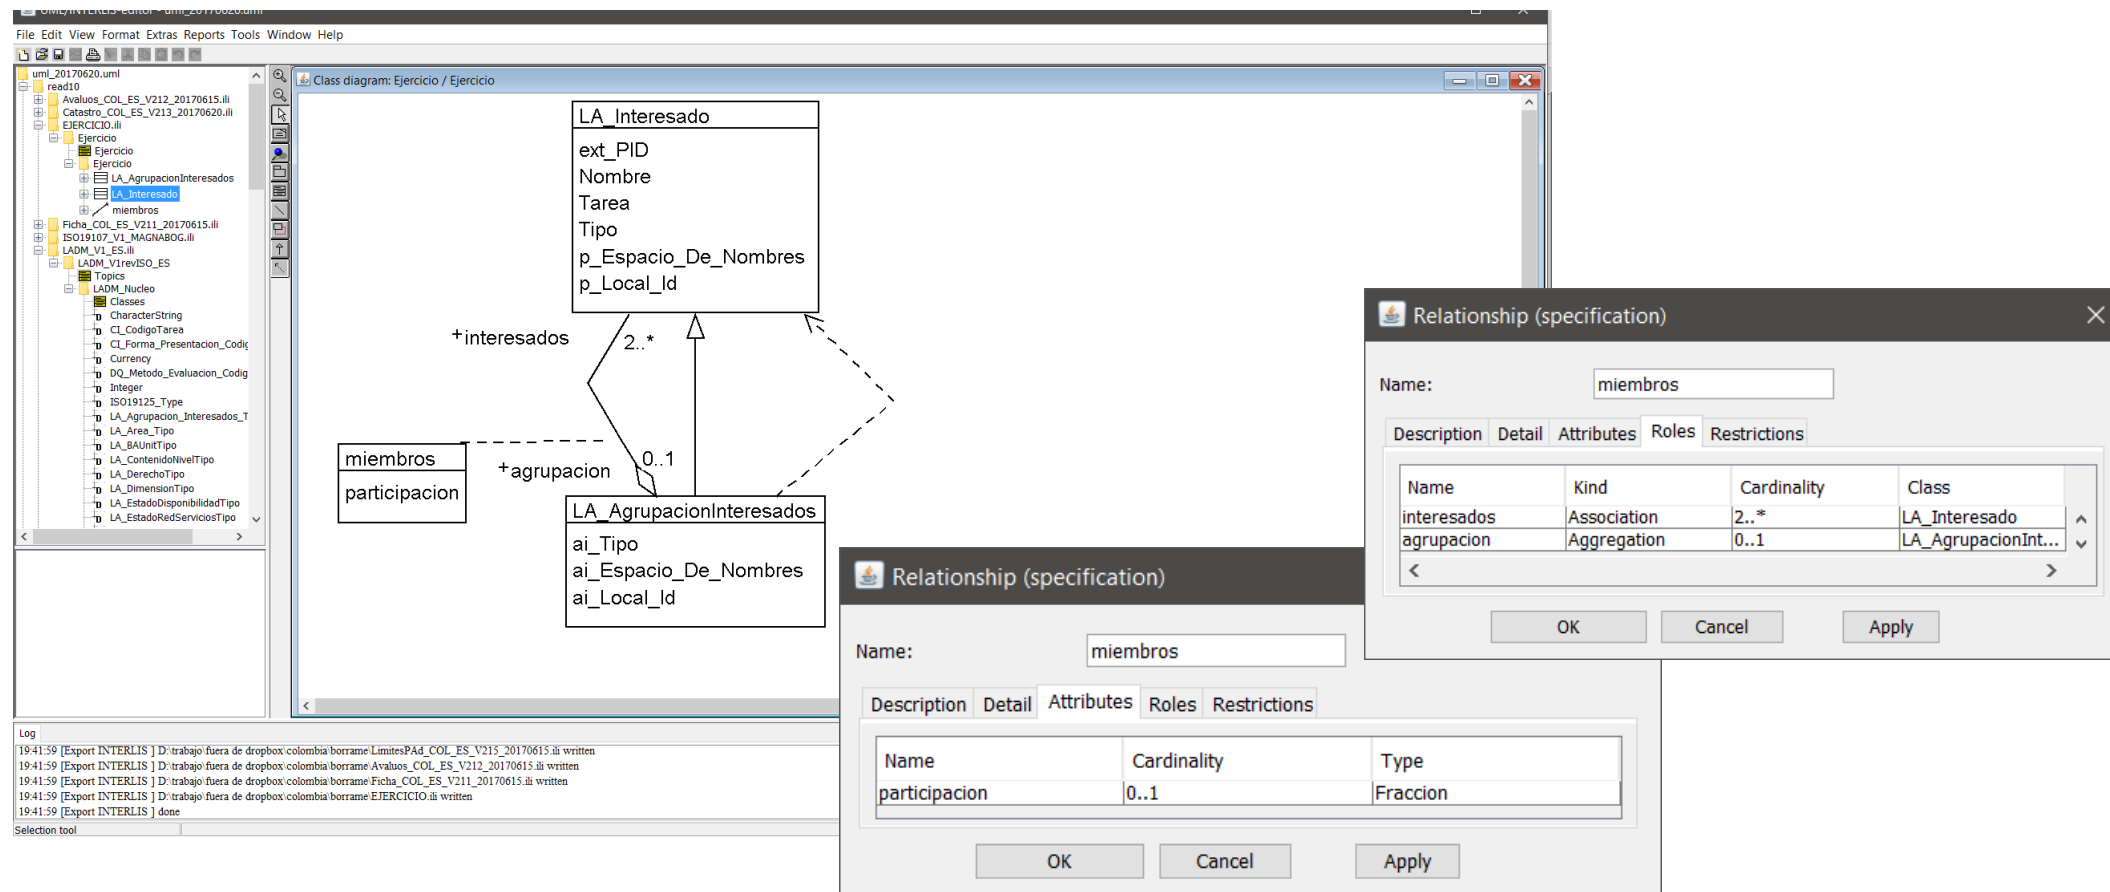 UML/INTERLIS-editor - uml_20170620.uml
File Edit View Format Extras Reports Tools Window Help
uml_20170620.uml
read10
Avaluos_COL_ES_V212_20170615.ili
Catastro_COL_ES_V213_20170620.ili
EJERCICIO.ili
Ejercicio
Ejercicio
Ejercicio
LA_AgrupacionInteresados
LA_Interesado
miembros
Ficha_COL_ES_V211_20170615.ili
ISO19107_V1_MAGNABOG.ili
LADM_V1_ES.ili
LADM_V1revISO_ES
Topics
LADM_Nucleo
Classes
CharacterString
CI_CodigoTarea
CI_Forma_Presentacion_Codig
Currency
DQ_Metodo_Evaluacion_Codig
Integer
ISO19125_Type
LA_Agrupacion_Interesados_T
LA_Area_Tipo
LA_BAUnitTipo
LA_ContenidoNivelTipo
LA_DerechoTipo
LA_DimensionTipo
LA_EstadoDisponibilidadTipo
LA_EstadoRedServiciosTipo
Class diagram: Ejercicio / Ejercicio
LA_Interesado
ext_PID
Nombre
Tarea
Tipo
p_Espacio_De_Nombres
p_Local_Id
+interesados
2..*
miembros
participacion
+agrupacion
0..1
LA_AgrupacionInteresados
ai_Tipo
ai_Espacio_De_Nombres
ai_Local_Id
Relationship (specification)
Name: miembros
Description Detail Attributes Roles Restrictions
Name Kind Cardinality Class
interesados Association 2..* LA_Interesado
agrupacion Aggregation 0..1 LA_AgrupacionInt...
OK Cancel Apply
Relationship (specification)
Name: miembros
Description Detail Attributes Roles Restrictions
Name Cardinality Type
participacion 0..1 Fraccion
OK Cancel Apply
Log
19:41:59 [Export INTERLIS ] D:\trabajo\fuera de dropbox\colombia\borrame\LimitesPAd_COL_ES_V215_20170615.ili written
19:41:59 [Export INTERLIS ] D:\trabajo\fuera de dropbox\colombia\borrame\Avaluos_COL_ES_V212_20170615.ili written
19:41:59 [Export INTERLIS ] D:\trabajo\fuera de dropbox\colombia\borrame\Ficha_COL_ES_V211_20170615.ili written
19:41:59 [Export INTERLIS ] D:\trabajo\fuera de dropbox\colombia\borrame\EJERCICIO.ili written
19:41:59 [Export INTERLIS ] done
Selection tool